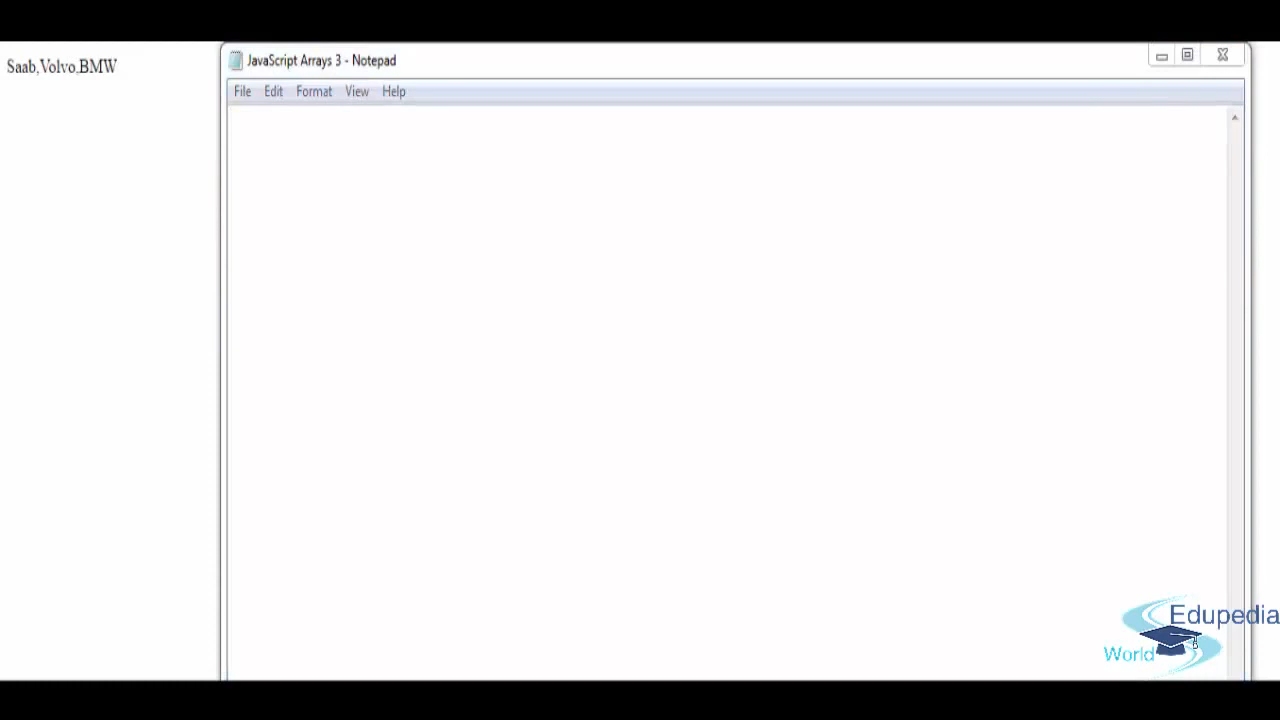 Saab,Volvo,BMW
JavaScript Arrays 3 - Notepad
File Edit Format View Help
Edupedia
World